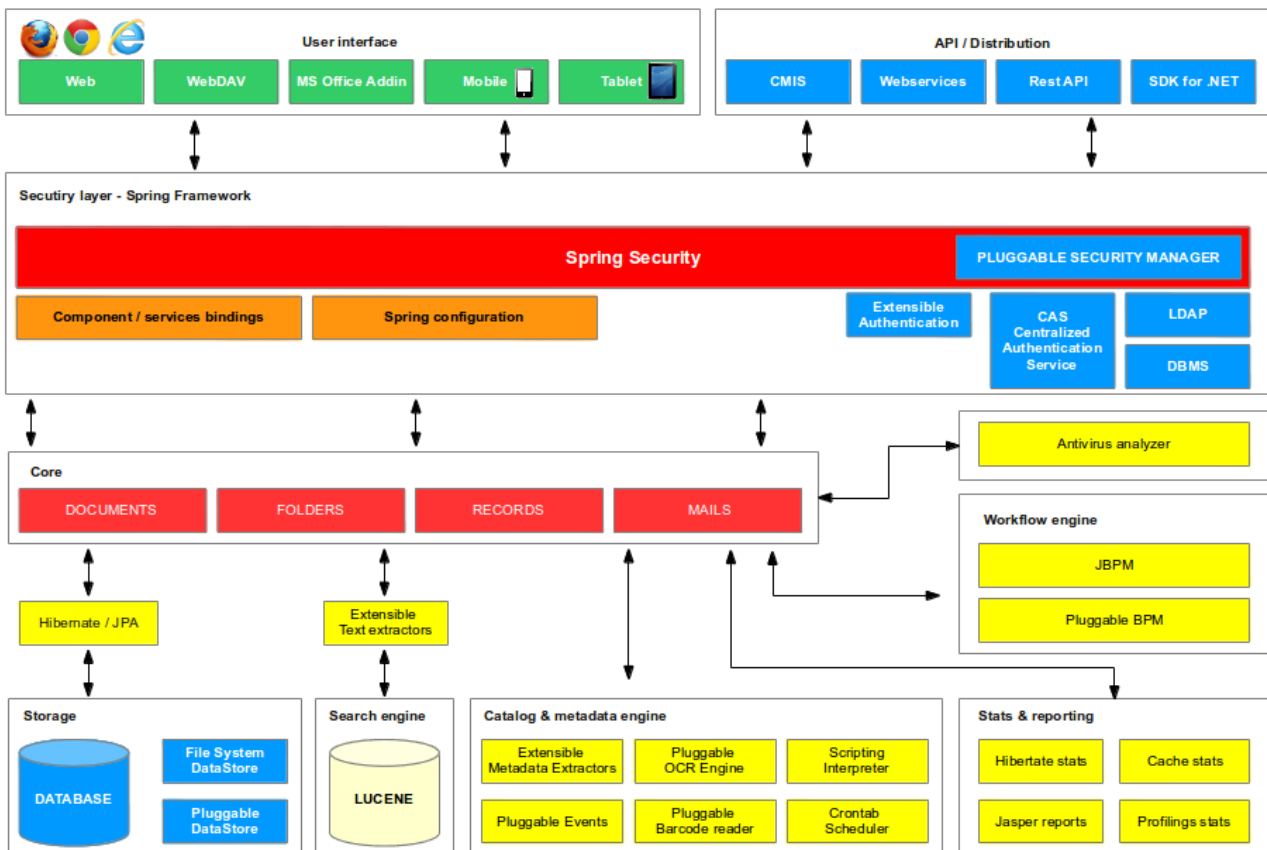 User interface
Web
WebDAV
MS Office Addin
Mobile
Tablet
API / Distribution
CMIS
Webservices
Rest API
SDK for .NET
Secutiry layer - Spring Framework
Spring Security
PLUGGABLE SECURITY MANAGER
Component / services bindings
Spring configuration
Extensible
Authentication
CAS
Centralized
Authentication
Service
LDAP
DBMS
Core
DOCUMENTS
FOLDERS
RECORDS
MAILS
Antivirus analyzer
Workflow engine
JBPM
Pluggable BPM
Hibernate / JPA
Extensible
Text extractors
Storage
DATABASE
File System
DataStore
Pluggable
DataStore
Search engine
LUCENE
Catalog & metadata engine
Extensible
Metadata Extractors
Pluggable
OCR Engine
Scripting
Interpreter
Pluggable Events
Pluggable
Barcode reader
Crontab
Scheduler
Stats & reporting
Hibertate stats
Cache stats
Jasper reports
Profilings stats